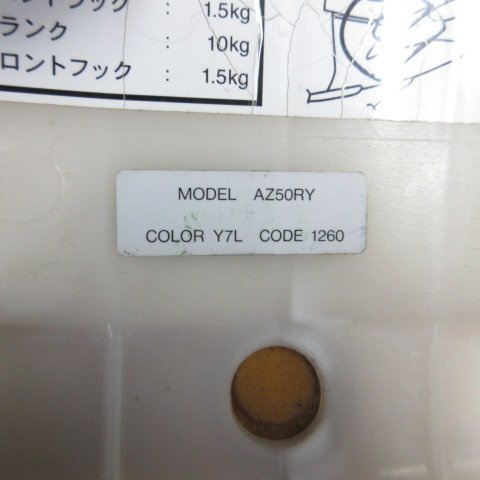 : 1.5kg
ランク : 10kg
ロントフック : 1.5kg
MODEL AZ50RY
COLOR Y7L CODE 1260